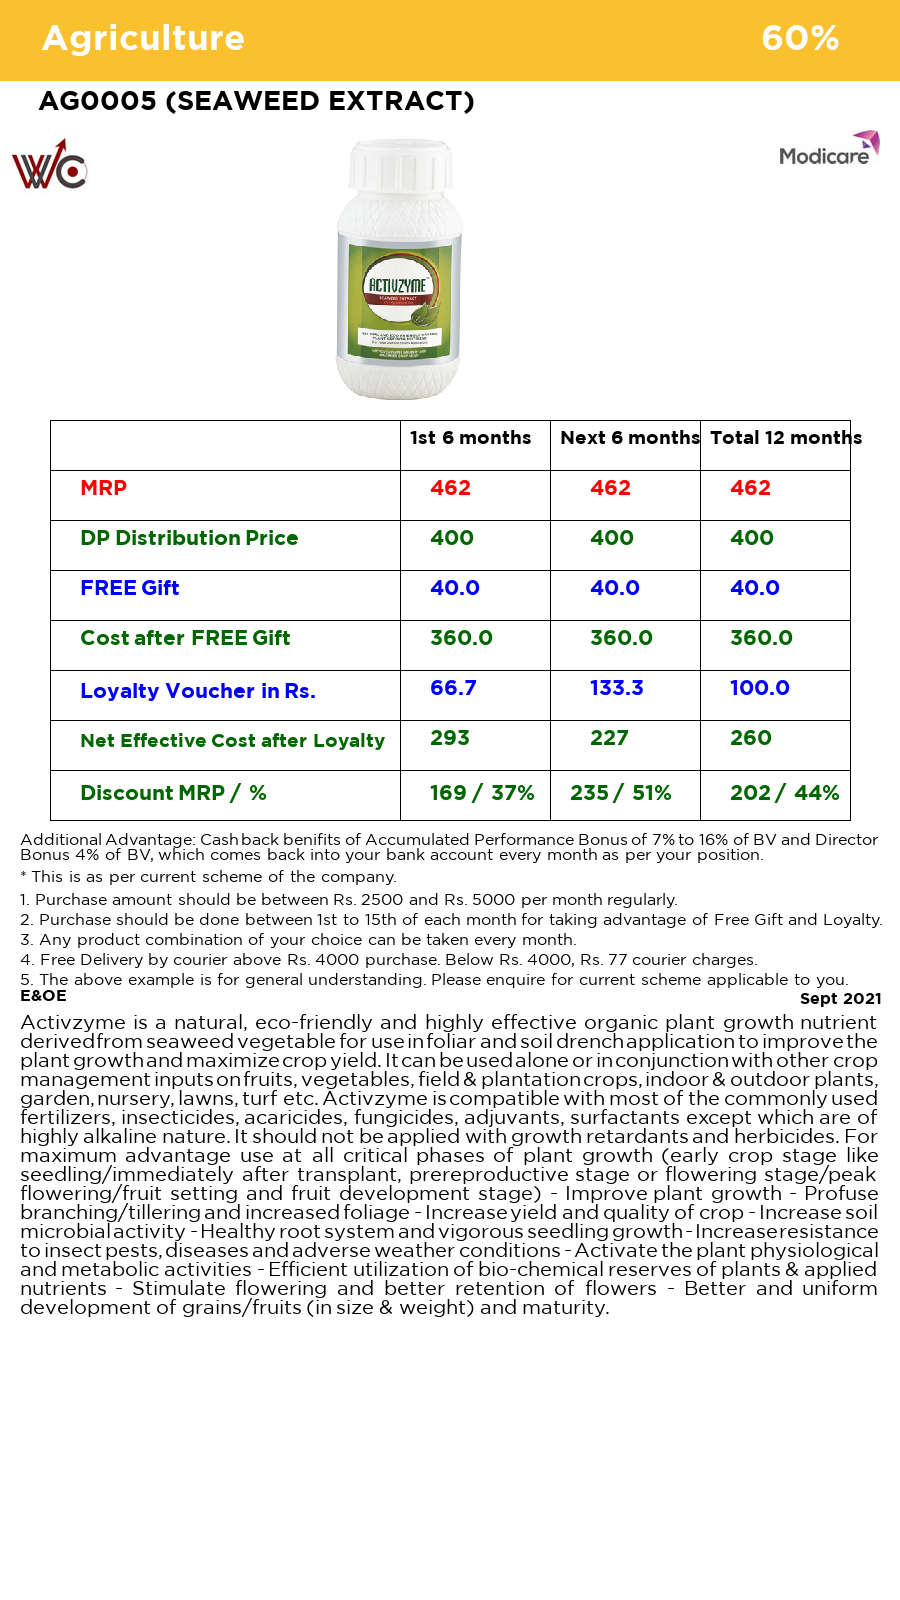 Agriculture 60%
AG0005 (SEAWEED EXTRACT)
WC
Modicare
ACTIVZYME
SEAWEED EXTRACT
1st 6 months Next 6 months Total 12 months
MRP 462 462 462
DP Distribution Price 400 400 400
FREE Gift 40.0 40.0 40.0
Cost after FREE Gift 360.0 360.0 360.0
Loyalty Voucher in Rs. 66.7 133.3 100.0
Net Effective Cost after Loyalty 293 227 260
Discount MRP / % 169 / 37% 235 / 51% 202 / 44%
Additional Advantage: Cash back benifits of Accumulated Performance Bonus of 7% to 16% of BV and Director
Bonus 4% of BV, which comes back into your bank account every month as per your position.
* This is as per current scheme of the company.
1. Purchase amount should be between Rs. 2500 and Rs. 5000 per month regularly.
2. Purchase should be done between 1st to 15th of each month for taking advantage of Free Gift and Loyalty.
3. Any product combination of your choice can be taken every month.
4. Free Delivery by courier above Rs. 4000 purchase. Below Rs. 4000, Rs. 77 courier charges.
5. The above example is for general understanding. Please enquire for current scheme applicable to you.
E&OE Sept 2021
Activzyme is a natural, eco-friendly and highly effective organic plant growth nutrient
derived from seaweed vegetable for use in foliar and soil drench application to improve the
plant growth and maximize crop yield. It can be used alone or in conjunction with other crop
management inputs on fruits, vegetables, field & plantation crops, indoor & outdoor plants,
garden, nursery, lawns, turf etc. Activzyme is compatible with most of the commonly used
fertilizers, insecticides, acaricides, fungicides, adjuvants, surfactants except which are of
highly alkaline nature. It should not be applied with growth retardants and herbicides. For
maximum advantage use at all critical phases of plant growth (early crop stage like
seedling/immediately after transplant, prereproductive stage or flowering stage/peak
flowering/fruit setting and fruit development stage) - Improve plant growth - Profuse
branching/tillering and increased foliage - Increase yield and quality of crop - Increase soil
microbial activity - Healthy root system and vigorous seedling growth - Increase resistance
to insect pests, diseases and adverse weather conditions - Activate the plant physiological
and metabolic activities - Efficient utilization of bio-chemical reserves of plants & applied
nutrients - Stimulate flowering and better retention of flowers - Better and uniform
development of grains/fruits (in size & weight) and maturity.